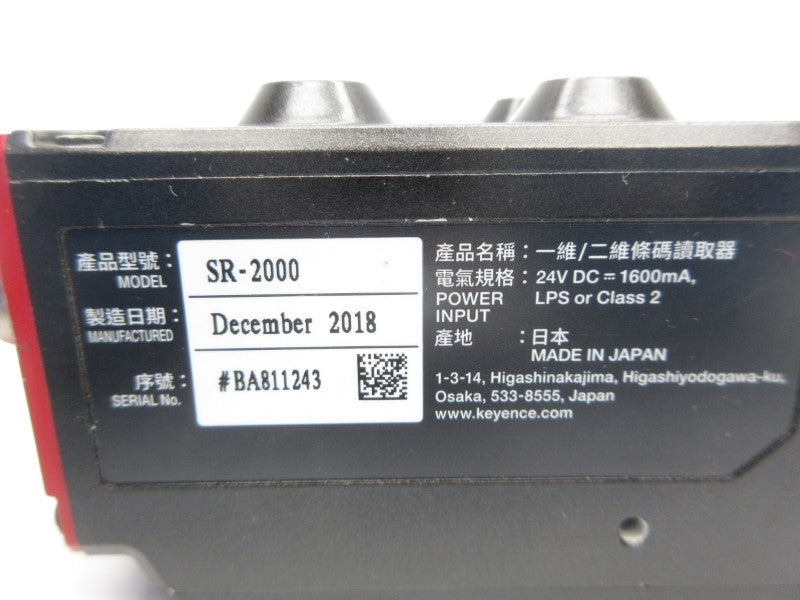 產品型號：
MODEL
SR-2000
製造日期：
MANUFACTURED
December 2018
序號：
SERIAL No.
#BA811243
產品名稱：一維/二維條碼讀取器
電氣規格：24V DC ⎓ 1600mA,
POWER LPS or Class 2
INPUT
產地 ：日本
MADE IN JAPAN
1-3-14, Higashinakajima, Higashiyodogawa-ku,
Osaka, 533-8555, Japan
www.keyence.com